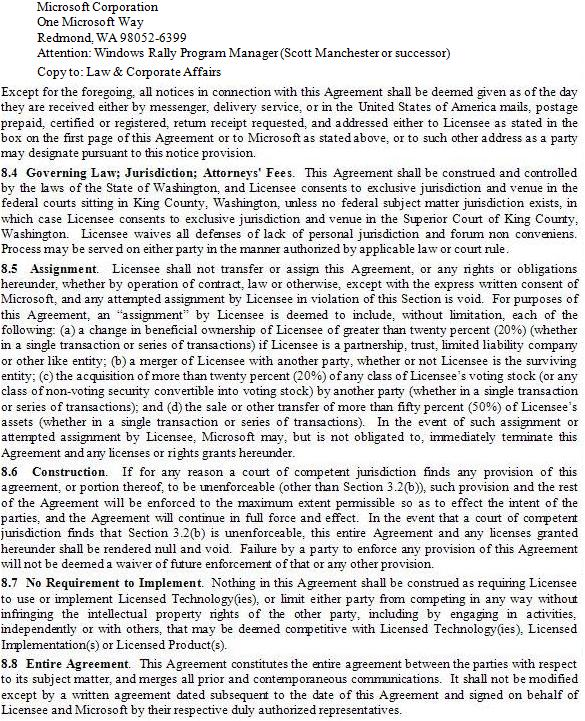 Microsoft Corporation
One Microsoft Way
Redmond, WA 98052-6399
Attention: Windows Rally Program Manager (Scott Manchester or successor)
Copy to: Law & Corporate Affairs
Except for the foregoing, all notices in connection with this Agreement shall be deemed given as of the day
they are received either by messenger, delivery service, or in the United States of America mails, postage
prepaid, certified or registered, return receipt requested, and addressed either to Licensee as stated in the
box on the first page of this Agreement or to Microsoft as stated above, or to such other address as a party
may designate pursuant to this notice provision.
8.4 Governing Law; Jurisdiction; Attorneys' Fees. This Agreement shall be construed and controlled
by the laws of the State of Washington, and Licensee consents to exclusive jurisdiction and venue in the
federal courts sitting in King County, Washington, unless no federal subject matter jurisdiction exists, in
which case Licensee consents to exclusive jurisdiction and venue in the Superior Court of King County,
Washington. Licensee waives all defenses of lack of personal jurisdiction and forum non conveniens.
Process may be served on either party in the manner authorized by applicable law or court rule.
8.5 Assignment. Licensee shall not transfer or assign this Agreement, or any rights or obligations
hereunder, whether by operation of contract, law or otherwise, except with the express written consent of
Microsoft, and any attempted assignment by Licensee in violation of this Section is void. For purposes of
this Agreement, an “assignment” by Licensee is deemed to include, without limitation, each of the
following: (a) a change in beneficial ownership of Licensee of greater than twenty percent (20%) (whether
in a single transaction or series of transactions) if Licensee is a partnership, trust, limited liability company
or other like entity; (b) a merger of Licensee with another party, whether or not Licensee is the surviving
entity; (c) the acquisition of more than twenty percent (20%) of any class of Licensee’s voting stock (or any
class of non-voting security convertible into voting stock) by another party (whether in a single transaction
or series of transactions); and (d) the sale or other transfer of more than fifty percent (50%) of Licensee’s
assets (whether in a single transaction or series of transactions). In the event of such assignment or
attempted assignment by Licensee, Microsoft may, but is not obligated to, immediately terminate this
Agreement and any licenses or rights grants hereunder.
8.6 Construction. If for any reason a court of competent jurisdiction finds any provision of this
agreement, or portion thereof, to be unenforceable (other than Section 3.2(b)), such provision and the rest
of the Agreement will be enforced to the maximum extent permissible so as to effect the intent of the
parties, and the Agreement will continue in full force and effect. In the event that a court of competent
jurisdiction finds that Section 3.2(b) is unenforceable, this entire Agreement and any licenses granted
hereunder shall be rendered null and void. Failure by a party to enforce any provision of this Agreement
will not be deemed a waiver of future enforcement of that or any other provision.
8.7 No Requirement to Implement. Nothing in this Agreement shall be construed as requiring Licensee
to use or implement Licensed Technology(ies), or limit either party from competing in any way without
infringing the intellectual property rights of the other party, including by engaging in activities,
independently or with others, that may be deemed competitive with Licensed Technology(ies), Licensed
Implementation(s) or Licensed Product(s).
8.8 Entire Agreement. This Agreement constitutes the entire agreement between the parties with respect
to its subject matter, and merges all prior and contemporaneous communications. It shall not be modified
except by a written agreement dated subsequent to the date of this Agreement and signed on behalf of
Licensee and Microsoft by their respective duly authorized representatives.